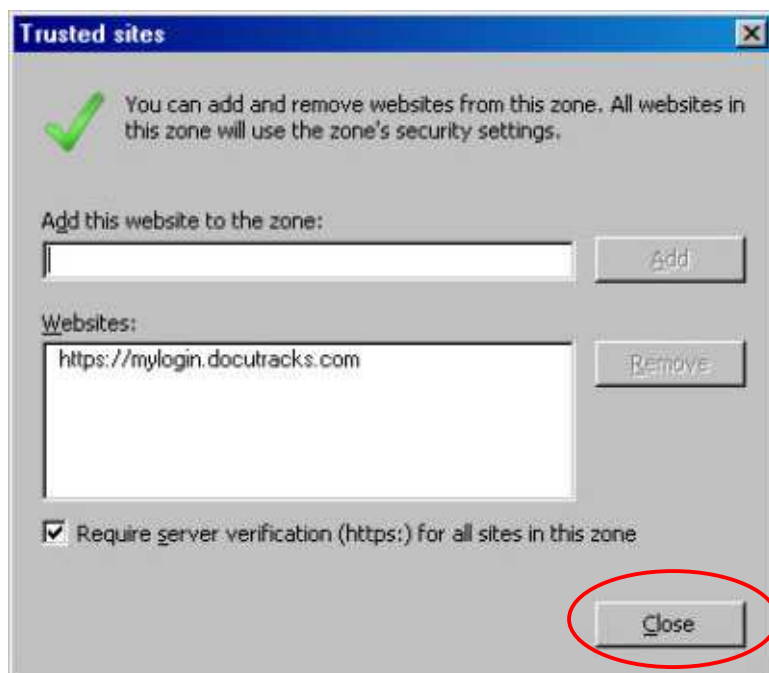 Trusted sites
You can add and remove websites from this zone. All websites in
this zone will use the zone's security settings.
Add this website to the zone:
Add
Websites:
https://mylogin.docutracks.com
Remove
Require server verification (https:) for all sites in this zone
Close